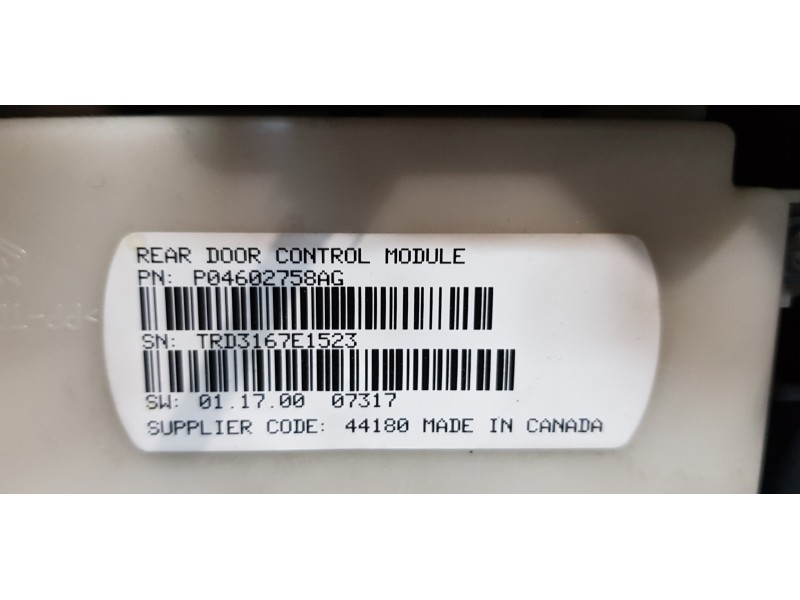 REAR DOOR CONTROL MODULE
PN: P04602758AG
SN: TRD3167E1523
SW: 01.17.00 07317
SUPPLIER CODE: 44180 MADE IN CANADA